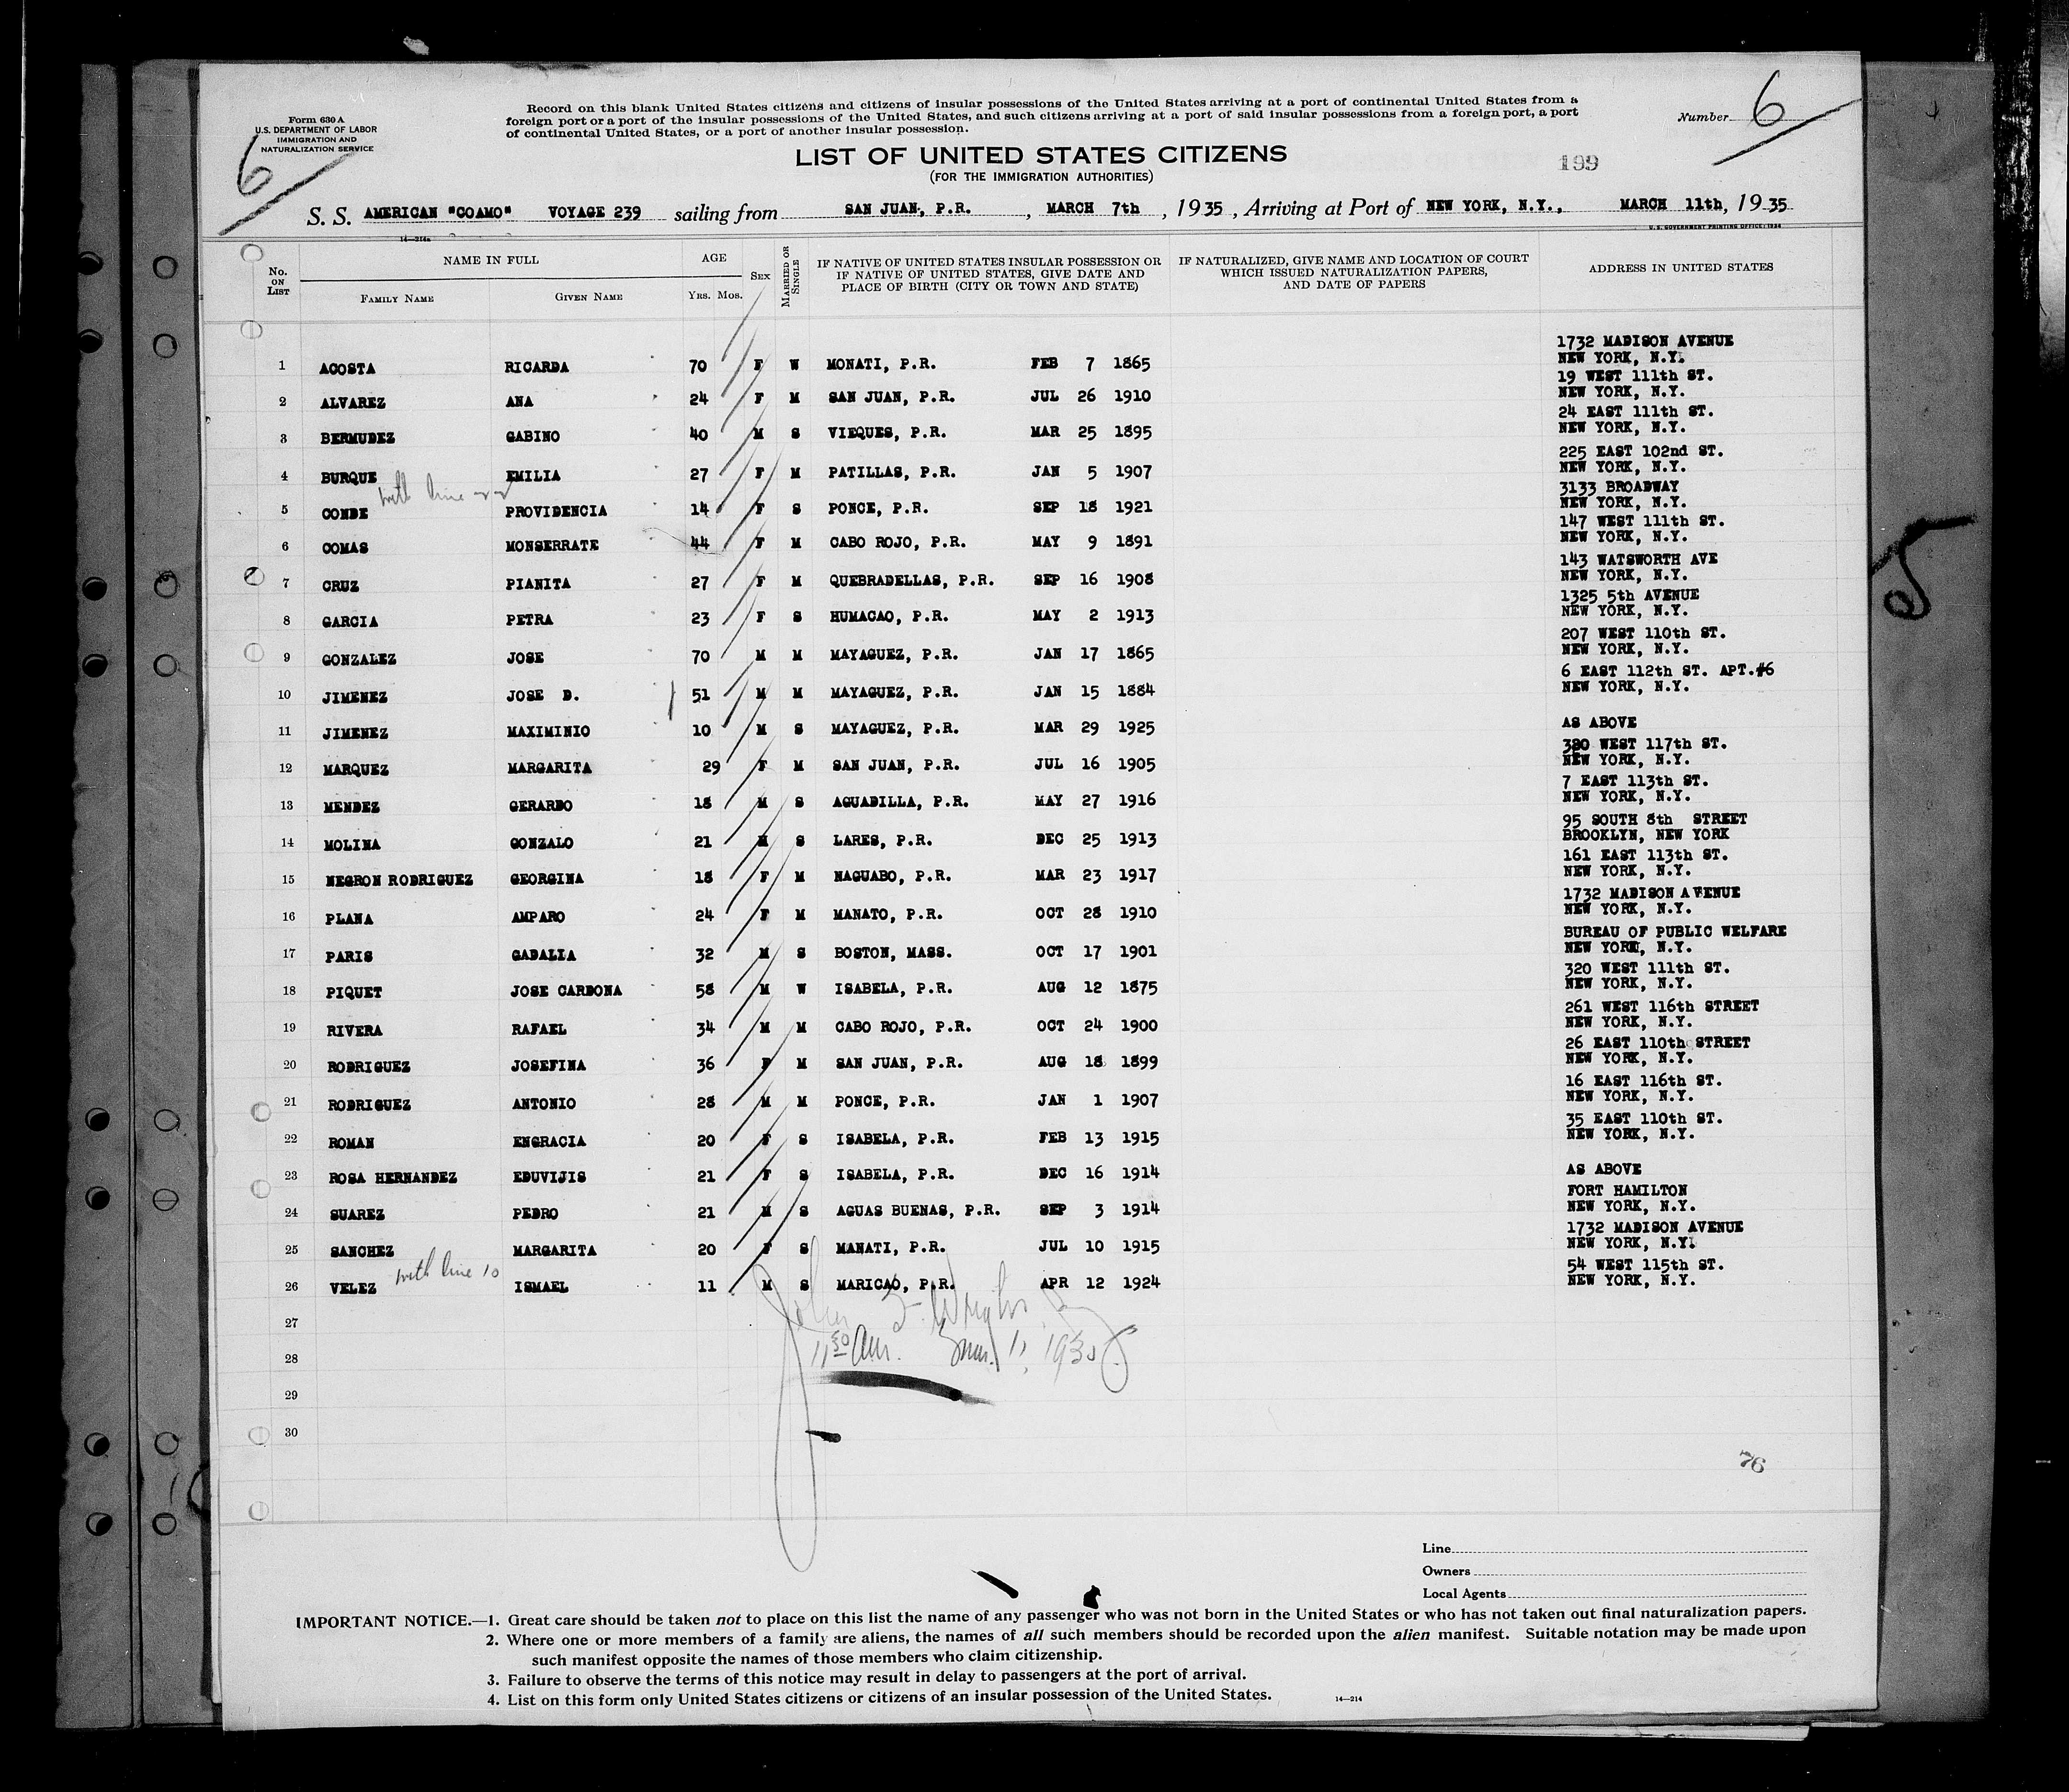 Form 630 A
U.S. DEPARTMENT OF LABOR
IMMIGRATION AND
NATURALIZATION SERVICE
6
Record on this blank United States citizens and citizens of insular possessions of the United States arriving at a port of continental United States from a
foreign port or a port of the insular possessions of the United States, and such citizens arriving at a port of said insular possessions from a foreign port, a port
of continental United States, or a port of another insular possession.
Number 6
LIST OF UNITED STATES CITIZENS
(FOR THE IMMIGRATION AUTHORITIES)
199
S. S. AMERICAN "COAMO" VOYAGE 239 sailing from SAN JUAN, P.R. , MARCH 7th , 1935 , Arriving at Port of NEW YORK, N.Y., MARCH 11th, 1935
14—214a
U. S. GOVERNMENT PRINTING OFFICE: 1934
No. ON LIST
NAME IN FULL
FAMILY NAME
GIVEN NAME
AGE
YRS. MOS.
SEX
MARRIED OR SINGLE
IF NATIVE OF UNITED STATES INSULAR POSSESSION OR
IF NATIVE OF UNITED STATES, GIVE DATE AND
PLACE OF BIRTH (CITY OR TOWN AND STATE)
IF NATURALIZED, GIVE NAME AND LOCATION OF COURT
WHICH ISSUED NATURALIZATION PAPERS,
AND DATE OF PAPERS
ADDRESS IN UNITED STATES
1 ACOSTA RICARDA 70 F W MONATI, P.R. FEB 7 1865 1732 MADISON AVENUE
NEW YORK, N.Y.
2 ALVAREZ ANA 24 F M SAN JUAN, P.R. JUL 26 1910 19 WEST 111th ST.
NEW YORK, N.Y.
3 BERMUDEZ GABINO 40 M S VIEQUES, P.R. MAR 25 1895 24 EAST 111th ST.
NEW YORK, N.Y.
4 BURQUE EMILIA 27 F M PATILLAS, P.R. JAN 5 1907 225 EAST 102nd ST.
NEW YORK, N.Y.
with line
5 CONDE PROVIDENCIA 14 F S PONCE, P.R. SEP 18 1921 3133 BROADWAY
NEW YORK, N.Y.
6 COMAS MONSERRATE 44 F M CABO ROJO, P.R. MAY 9 1891 147 WEST 111th ST.
NEW YORK, N.Y.
7 CRUZ PIANITA 27 F M QUEBRADELLAS, P.R. SEP 16 1908 143 WATSWORTH AVE
NEW YORK, N.Y.
8 GARCIA PETRA 23 F S HUMACAO, P.R. MAY 2 1913 1325 5th AVENUE
NEW YORK, N.Y.
9 GONZALEZ JOSE 70 M M MAYAGUEZ, P.R. JAN 17 1865 207 WEST 110th ST.
NEW YORK, N.Y.
10 JIMENEZ JOSE D. 51 M M MAYAGUEZ, P.R. JAN 15 1884 6 EAST 112th ST. APT.#6
NEW YORK, N.Y.
11 JIMENEZ MAXIMINIO 10 M S MAYAGUEZ, P.R. MAR 29 1925 AS ABOVE
12 MARQUEZ MARGARITA 29 F M SAN JUAN, P.R. JUL 16 1905 380 WEST 117th ST.
NEW YORK, N.Y.
13 MENDEZ GERARDO 18 M S AGUADILLA, P.R. MAY 27 1916 7 EAST 113th ST.
NEW YORK, N.Y.
14 MOLINA GONZALO 21 M S LARES, P.R. DEC 25 1913 95 SOUTH 8th STREET
BROOKLYN, NEW YORK
15 NEGRON RODRIGUEZ GEORGINA 18 F M NAGUABO, P.R. MAR 23 1917 161 EAST 113th ST.
NEW YORK, N.Y.
16 PLANA AMPARO 24 F M MANATO, P.R. OCT 28 1910 1732 MADISON AVENUE
NEW YORK, N.Y.
17 PARIS GADALIA 32 M S BOSTON, MASS. OCT 17 1901 BUREAU OF PUBLIC WELFARE
NEW YORK, N.Y.
18 PIQUET JOSE CARDONA 58 M W ISABELA, P.R. AUG 12 1875 320 WEST 111th ST.
NEW YORK, N.Y.
19 RIVERA RAFAEL 34 M M CABO ROJO, P.R. OCT 24 1900 261 WEST 116th STREET
NEW YORK, N.Y.
20 RODRIGUEZ JOSEFINA 36 F M SAN JUAN, P.R. AUG 18 1899 26 EAST 110th STREET
NEW YORK, N.Y.
21 RODRIGUEZ ANTONIO 28 M M PONCE, P.R. JAN 1 1907 16 EAST 116th ST.
NEW YORK, N.Y.
22 ROMAN ENGRACIA 20 F S ISABELA, P.R. FEB 13 1915 35 EAST 110th ST.
NEW YORK, N.Y.
23 ROSA HERNANDEZ EDUVIJIS 21 F S ISABELA, P.R. DEC 16 1914 AS ABOVE
24 SUAREZ PEDRO 21 M S AGUAS BUENAS, P.R. SEP 3 1914 FORT HAMILTON
NEW YORK, N.Y.
25 SANCHEZ MARGARITA 20 F S MANATI, P.R. JUL 10 1915 1732 MADISON AVENUE
NEW YORK, N.Y.
with line 10
26 VELEZ ISMAEL 11 M S MARICAO, P.R. APR 12 1924 54 WEST 115th ST.
NEW YORK, N.Y.
27
John Wright
28
11 30 am. 11, 1935
29
30
76
5
Line
Owners
Local Agents
IMPORTANT NOTICE.—1. Great care should be taken not to place on this list the name of any passenger who was not born in the United States or who has not taken out final naturalization papers.
2. Where one or more members of a family are aliens, the names of all such members should be recorded upon the alien manifest. Suitable notation may be made upon
such manifest opposite the names of those members who claim citizenship.
3. Failure to observe the terms of this notice may result in delay to passengers at the port of arrival.
4. List on this form only United States citizens or citizens of an insular possession of the United States.
14—214